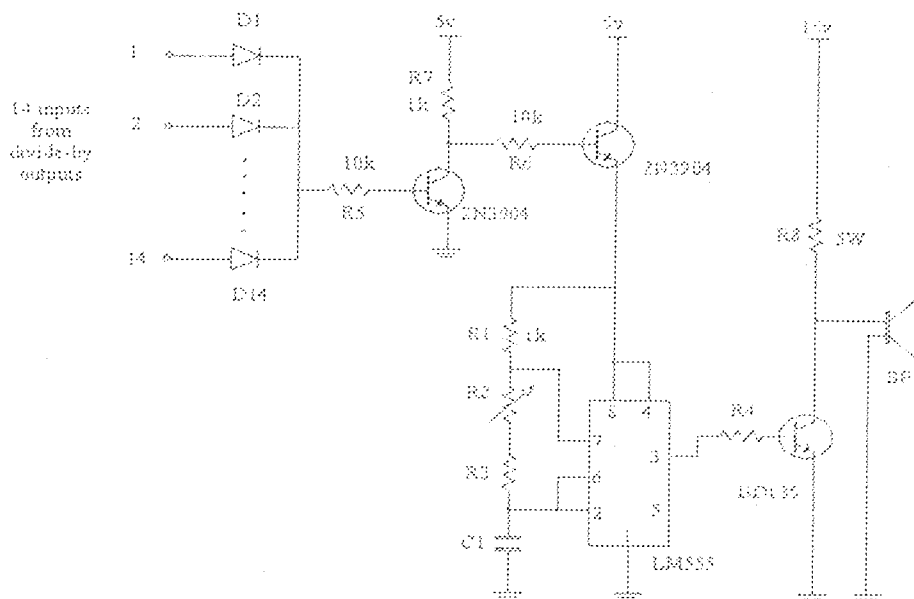 D1
1
D2
2
14 inputs
from
divide-by
outputs
14
D14
10k
R5
5v
R7
1k
2N3904
10k
R6
2N3904
R8
5W
R1
1k
R2
R3
C1
8
4
7
6
2
3
5
LM555
R4
BD135
SP